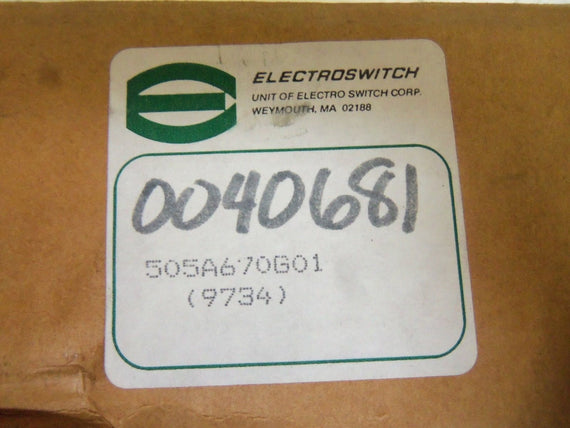 ELECTROSWITCH
UNIT OF ELECTRO SWITCH CORP.
WEYMOUTH, MA 02188
0040681
505A670G01
(9734)